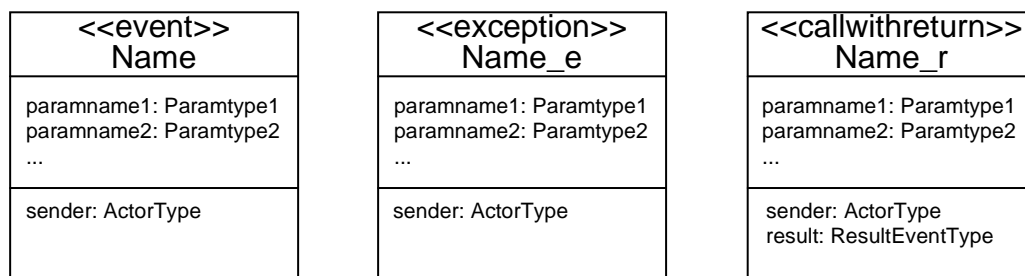 <<event>>
Name
paramname1: Paramtype1
paramname2: Paramtype2
...
sender: ActorType
<<exception>>
Name_e
paramname1: Paramtype1
paramname2: Paramtype2
...
sender: ActorType
<<callwithreturn>>
Name_r
paramname1: Paramtype1
paramname2: Paramtype2
...
sender: ActorType
result: ResultEventType